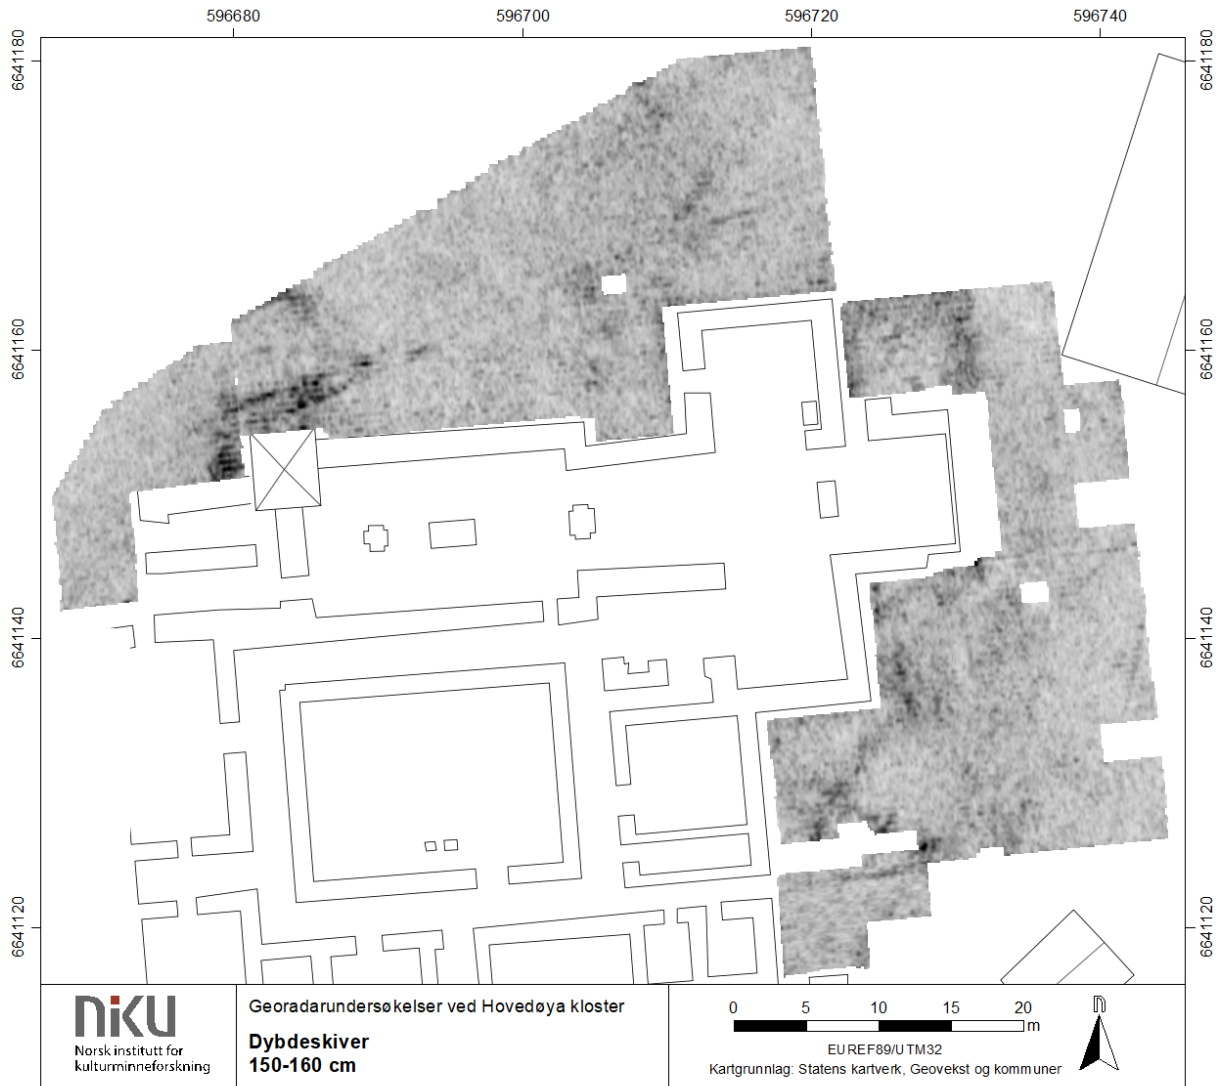 596680 596700 596720 596740
6641180 6641180
6641160 6641160
6641140 6641140
6641120 6641120
niku
Norsk institutt for
kulturminneforskning
Georadarundersøkelser ved Hovedøya kloster
Dybdeskiver
150-160 cm
0 5 10 15 20
m
EUREF89/UTM32
Kartgrunnlag: Statens kartverk, Geovekst og kommuner
n